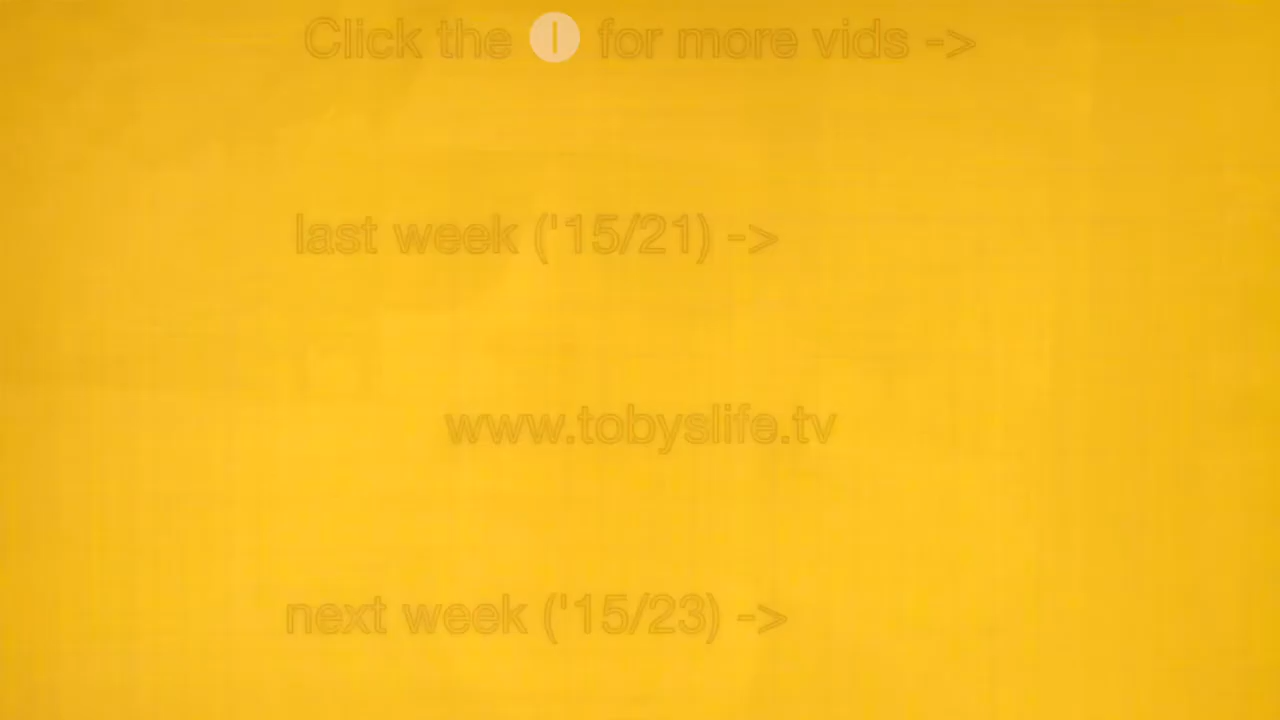 Click the I for more vids ->
last week ('15/21) ->
www.tobyslife.tv
next week ('15/23) ->